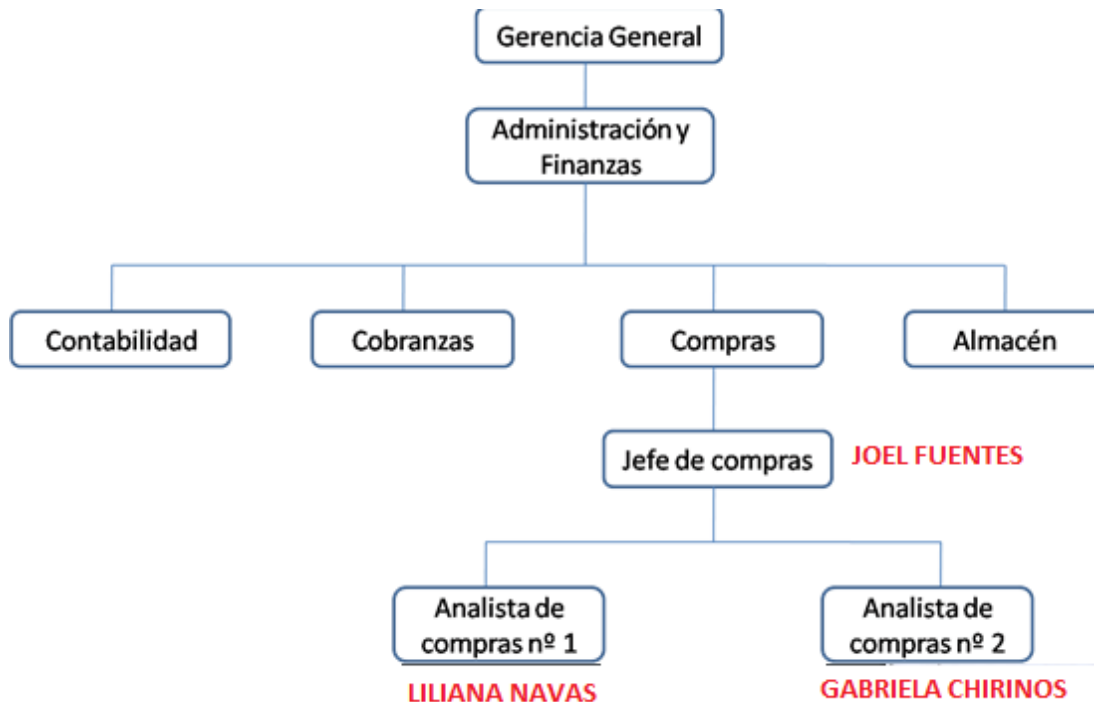 Gerencia General
Administración y
Finanzas
Contabilidad
Cobranzas
Compras
Almacén
Jefe de compras
JOEL FUENTES
Analista de
compras nº 1
Analista de
compras nº 2
LILIANA NAVAS
GABRIELA CHIRINOS